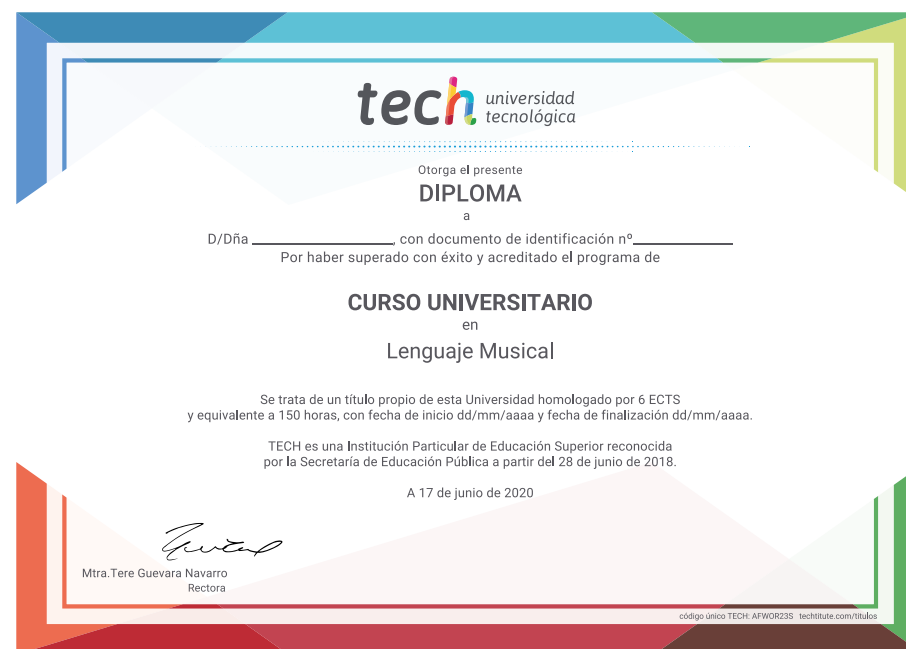 tech universidad
tecnológica
Otorga el presente
DIPLOMA
a
D/Dña ________________, con documento de identificación nº____________
Por haber superado con éxito y acreditado el programa de
CURSO UNIVERSITARIO
en
Lenguaje Musical
Se trata de un título propio de esta Universidad homologado por 6 ECTS
y equivalente a 150 horas, con fecha de inicio dd/mm/aaaa y fecha de finalización dd/mm/aaaa.
TECH es una Institución Particular de Educación Superior reconocida
por la Secretaría de Educación Pública a partir del 28 de junio de 2018.
A 17 de junio de 2020
Mtra.Tere Guevara Navarro
Rectora
código único TECH: AFWOR23S techtitute.com/titulos